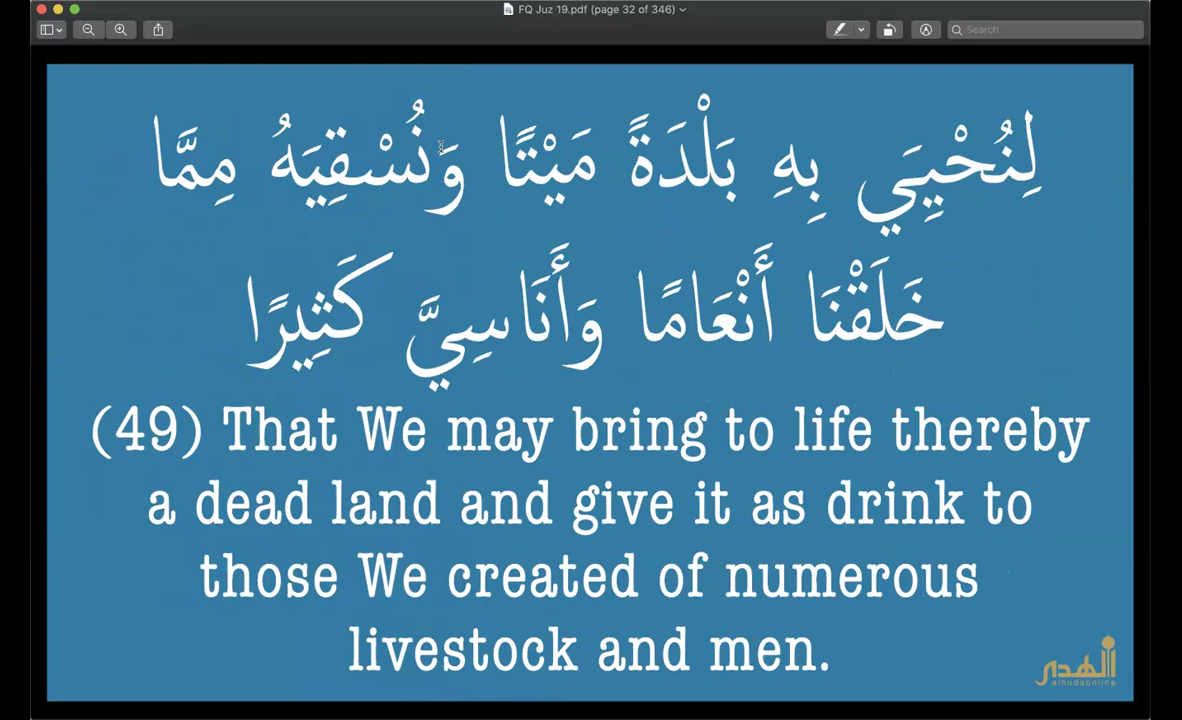 FQ Juz 19.pdf (page 32 of 346)
Search
لِنُحْيِيَ بِهِ بَلْدَةً مَيْتًا وَنُسْقِيَهُ مِمَّا
خَلَقْنَا أَنْعَامًا وَأَنَاسِيَّ كَثِيرًا
(49) That We may bring to life thereby
a dead land and give it as drink to
those We created of numerous
livestock and men.
الهدى
alhudaonline